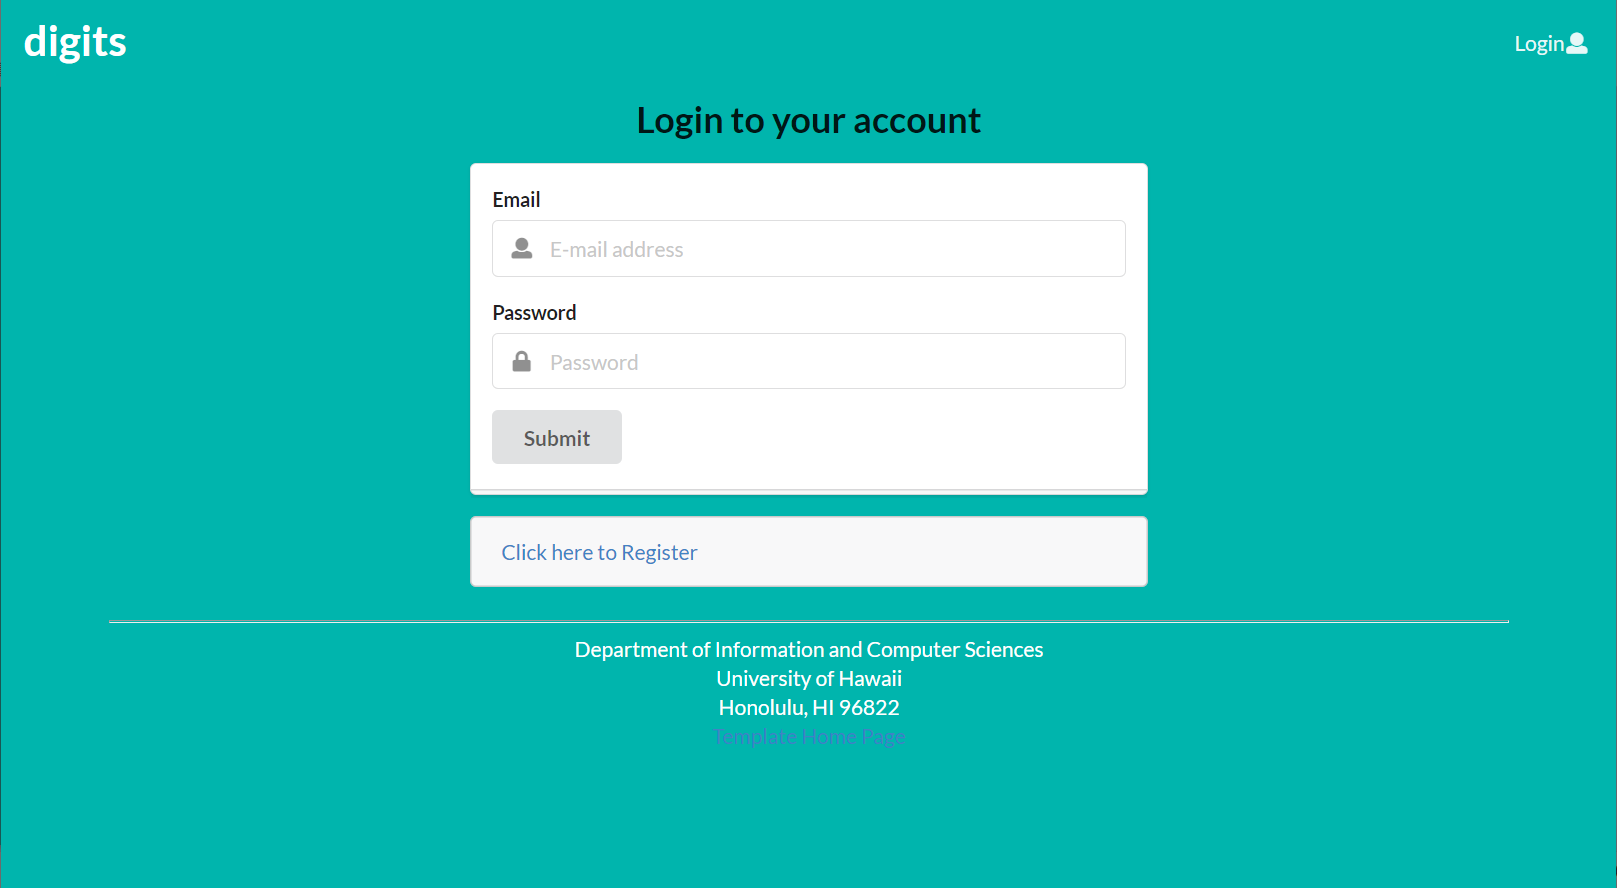 digits
Login
Login to your account
Email
E-mail address
Password
Password
Submit
Click here to Register
Department of Information and Computer Sciences
University of Hawaii
Honolulu, HI 96822
Template Home Page